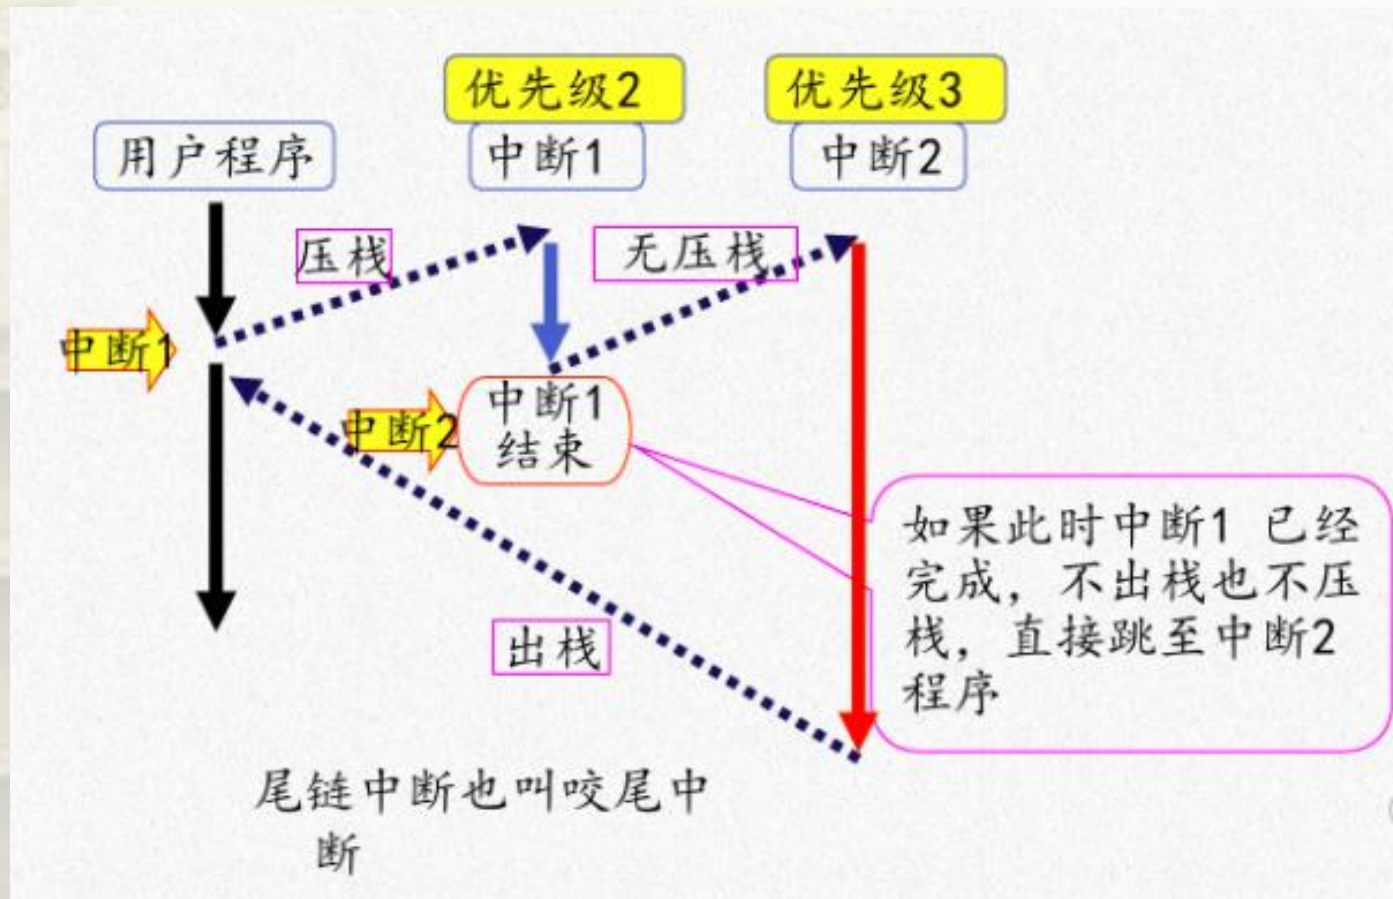 优先级2
优先级3
用户程序
中断1
中断2
压栈
无压栈
中断1
中断2
中断1
结束
如果此时中断1 已经
完成，不出栈也不压
栈，直接跳至中断2
程序
出栈
尾链中断也叫咬尾中
断